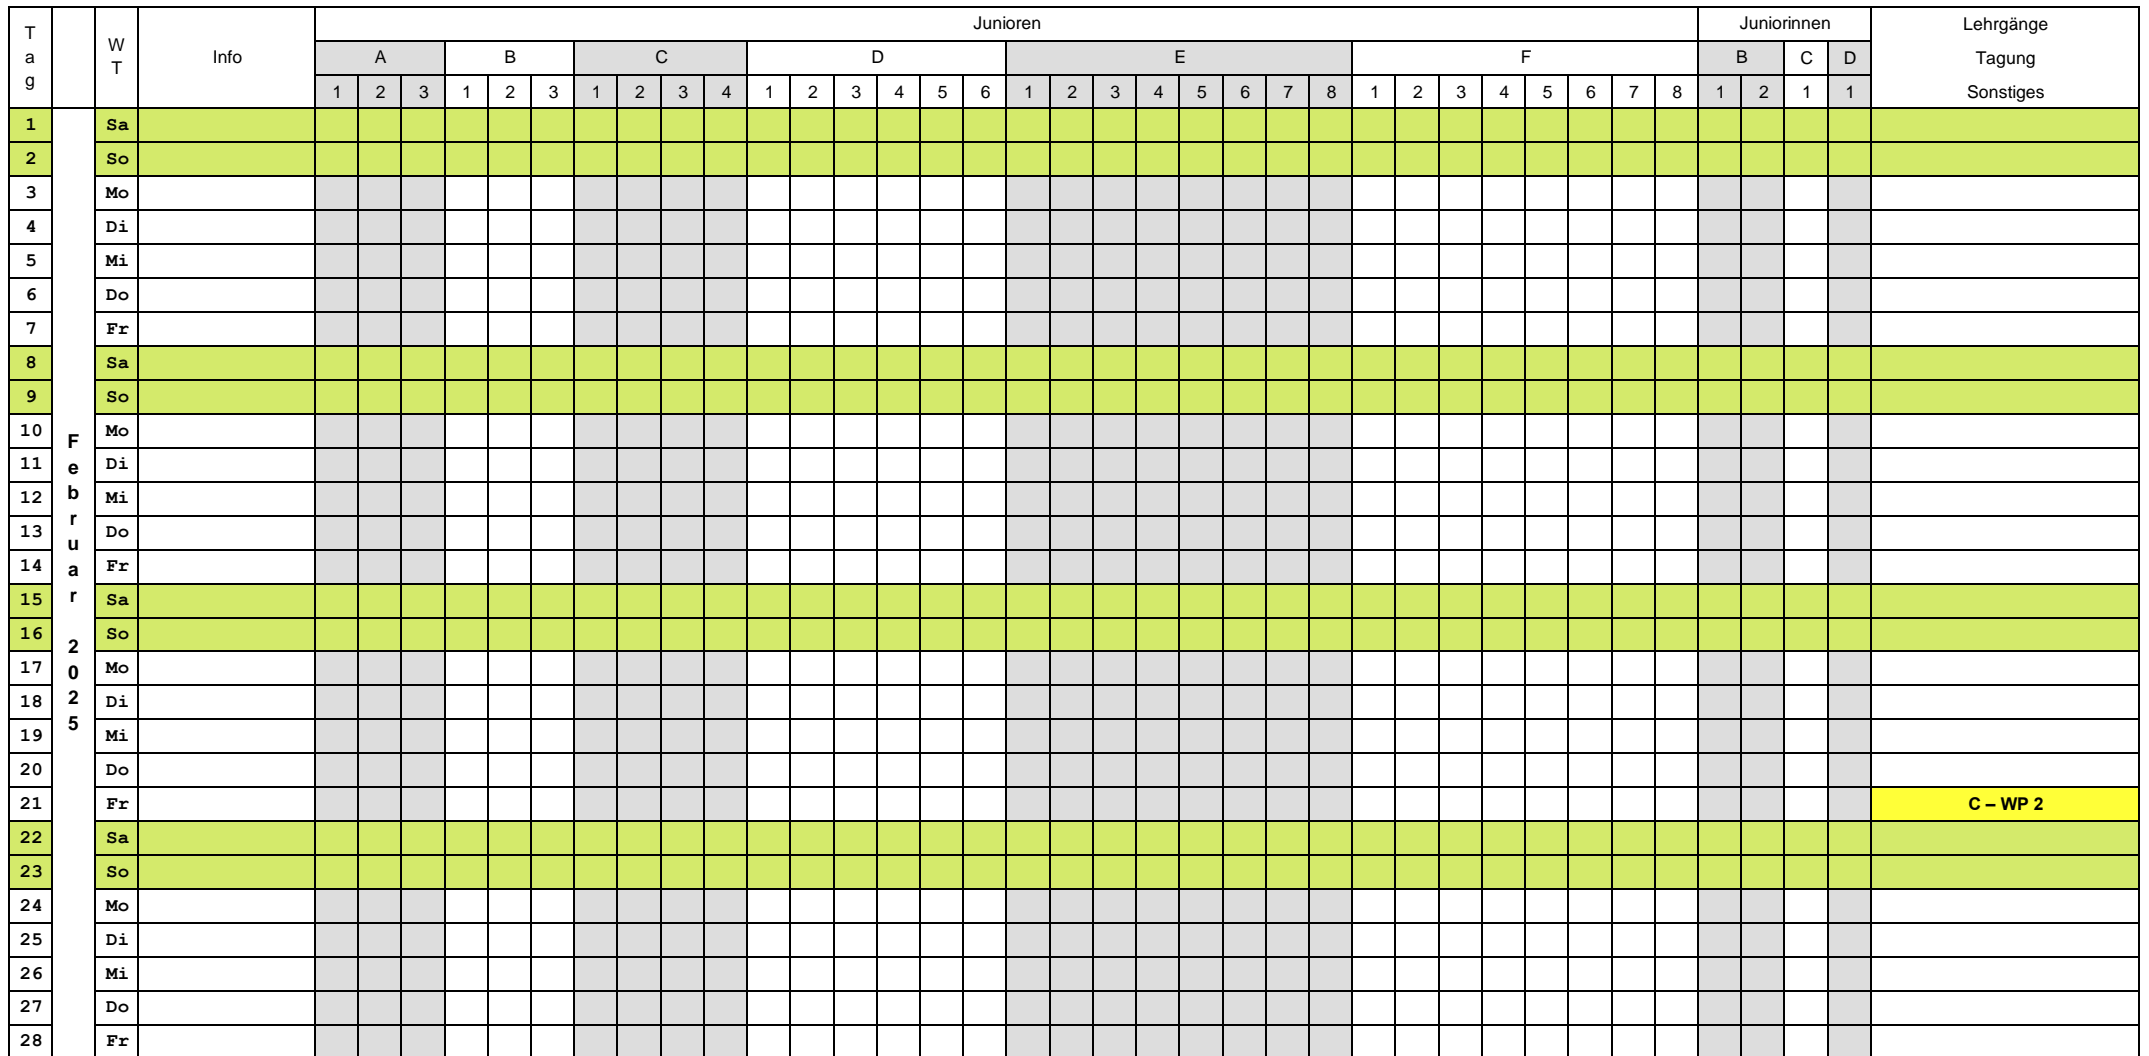 Tag WT Info Junioren Juniorinnen Lehrgänge
A B C D E F B C D Tagung
1 2 3 1 2 3 1 2 3 4 1 2 3 4 5 6 1 2 3 4 5 6 7 8 1 2 3 4 5 6 7 8 1 2 1 1 Sonstiges
Februar 2025
1 Sa
2 So
3 Mo
4 Di
5 Mi
6 Do
7 Fr
8 Sa
9 So
10 Mo
11 Di
12 Mi
13 Do
14 Fr
15 Sa
16 So
17 Mo
18 Di
19 Mi
20 Do
21 Fr C – WP 2
22 Sa
23 So
24 Mo
25 Di
26 Mi
27 Do
28 Fr